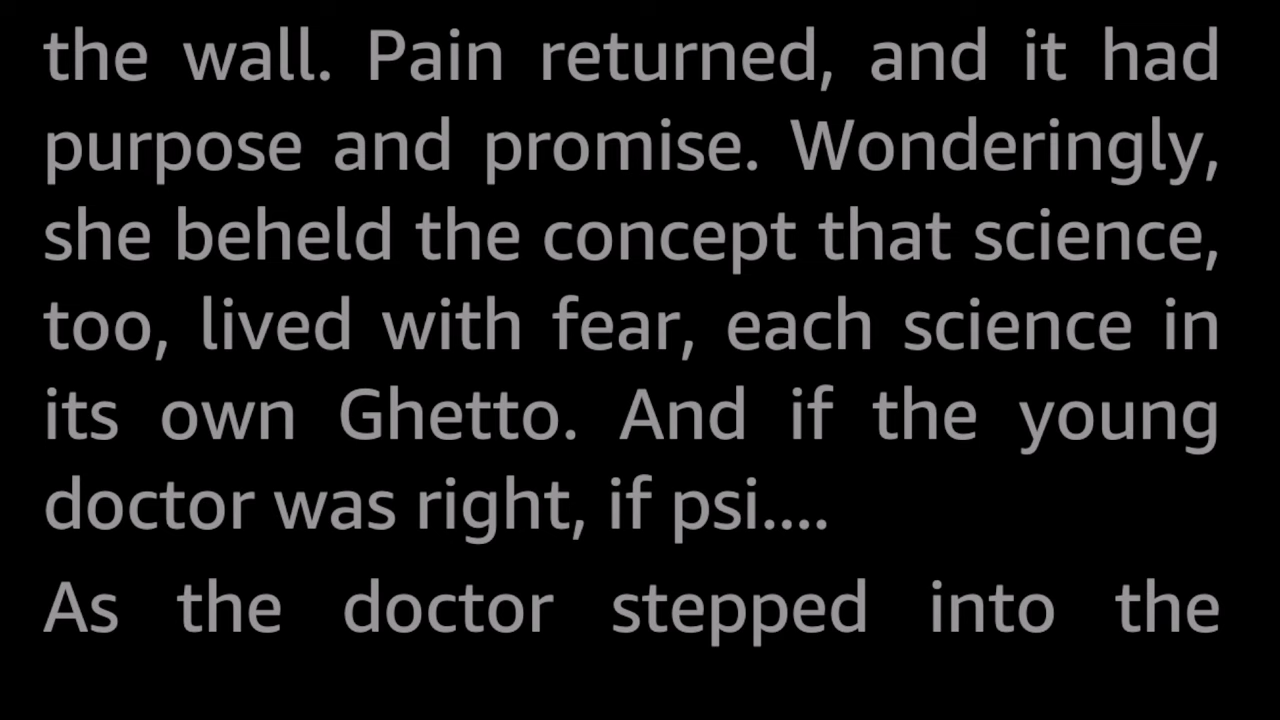 the wall. Pain returned, and it had
purpose and promise. Wonderingly,
she beheld the concept that science,
too, lived with fear, each science in
its own Ghetto. And if the young
doctor was right, if psi....
As the doctor stepped into the